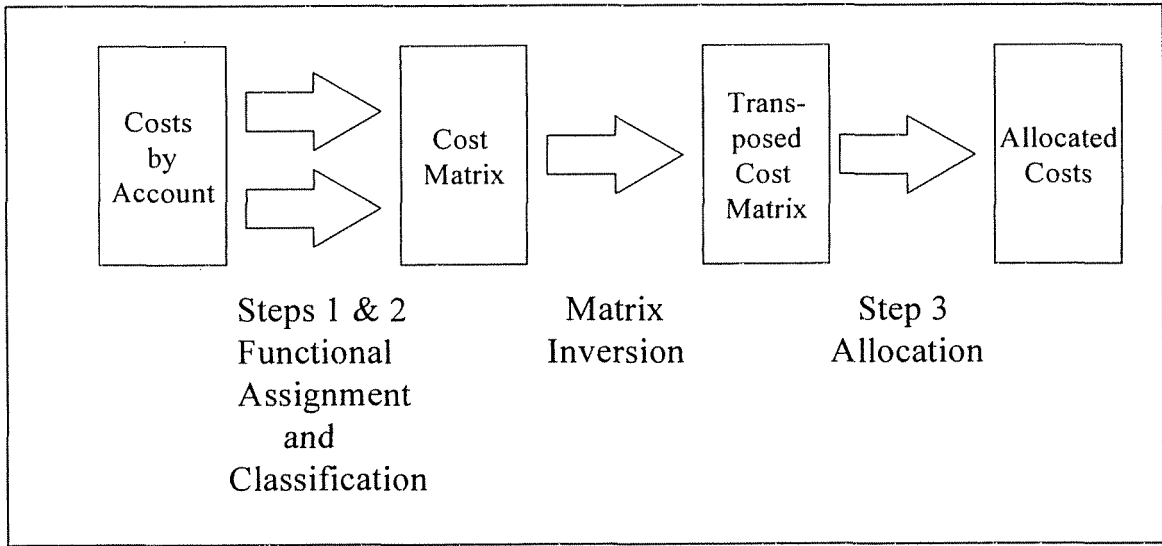 Costs
by
Account
Cost
Matrix
Trans-
posed
Cost
Matrix
Allocated
Costs
Steps 1 & 2
Functional
Assignment
and
Classification
Matrix
Inversion
Step 3
Allocation